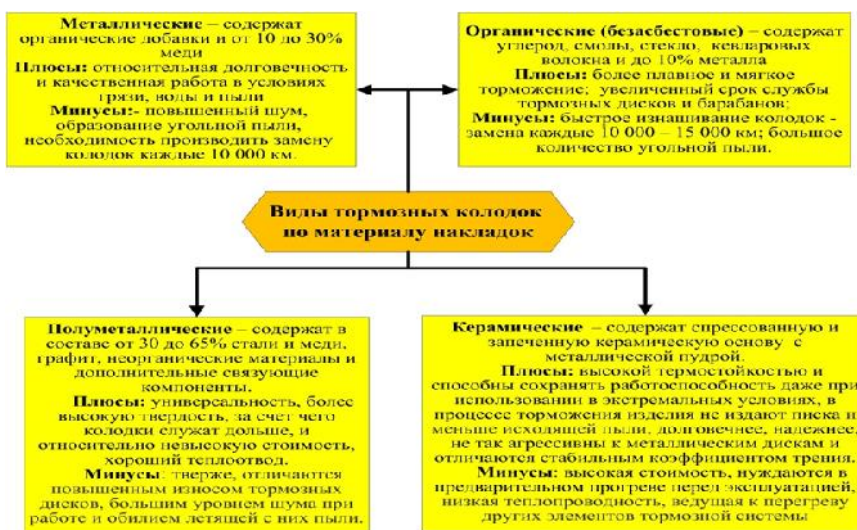 Металлические – содержат
органические добавки и от 10 до 30%
меди
Плюсы: относительная долговечность
и качественная работа в условиях
грязи, воды и пыли
Минусы:- повышенный шум,
образование угольной пыли,
необходимость производить замену
колодок каждые 10 000 км.
Органические (безасбестовые) – содержат
углерод, смолы, стекло, кевларовых
волокна и до 10% металла
Плюсы: более плавное и мягкое
торможение; увеличенный срок службы
тормозных дисков и барабанов;
Минусы: быстрое изнашивание колодок -
замена каждые 10 000 – 15 000 км; большое
количество угольной пыли.
Виды тормозных колодок
по материалу накладок
Полуметаллические – содержат в
составе от 30 до 65% стали и меди,
графит, неорганические материалы и
дополнительные связующие
компоненты.
Плюсы: универсальность, более
высокую твердость, за счет чего
колодки служат дольше, и
относительно невысокую стоимость,
хороший теплоотвод.
Минусы: тверже, отличаются
повышенным износом тормозных
дисков, большим уровнем шума при
работе и обилием летящей с них пыли.
Керамические – содержат спрессованную и
запеченную керамическую основу с
металлической пудрой.
Плюсы: высокой термостойкостью и
способны сохранять работоспособность даже при
использовании в экстремальных условиях, в
процессе торможения изделия не издают писка и
меньше исходящей пыли, долговечнее, надежнее,
не так агрессивны к металлическим дискам и
отличаются стабильным коэффициентом трения.
Минусы: высокая стоимость, нуждаются в
предварительном прогреве перед эксплуатацией,
низкая теплопроводность, ведущая к перегреву
других элементов тормозной системы